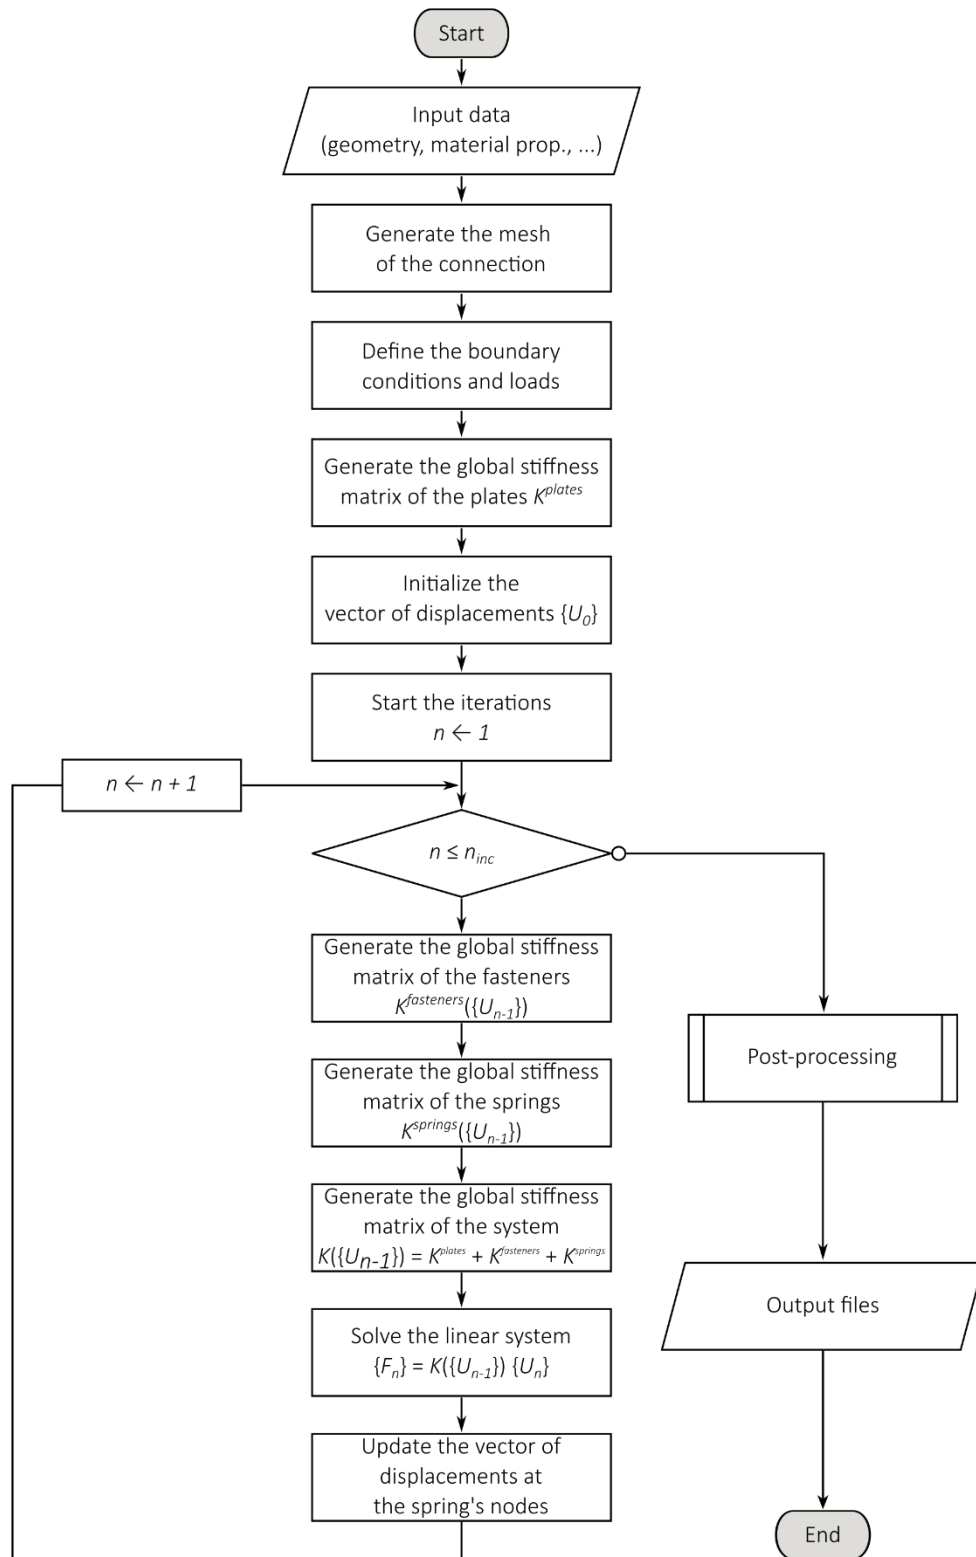 Start
Input data
(geometry, material prop., ...)
Generate the mesh
of the connection
Define the boundary
conditions and loads
Generate the global stiffness
matrix of the plates K^plates
Initialize the
vector of displacements {U_0}
Start the iterations
n ← 1
n ← n + 1
n ≤ n_inc
Generate the global stiffness
matrix of the fasteners
K^fasteners({U_n-1})
Generate the global stiffness
matrix of the springs
K^springs({U_n-1})
Generate the global stiffness
matrix of the system
K({U_n-1}) = K^plates + K^fasteners + K^springs
Solve the linear system
{F_n} = K({U_n-1}) {U_n}
Update the vector of
displacements at
the spring's nodes
Post-processing
Output files
End